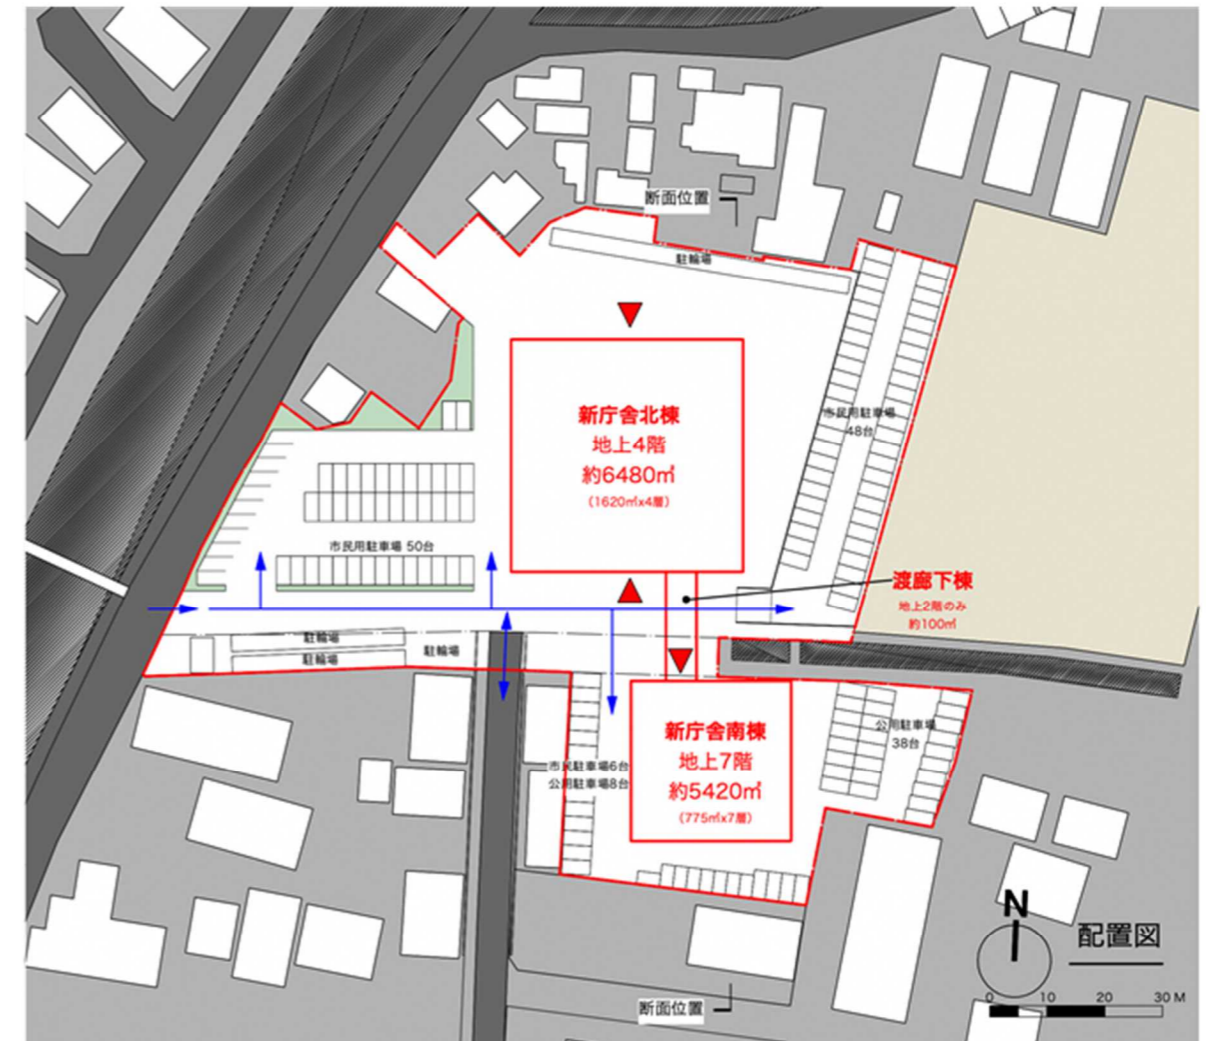 断面位置
駐輪場
新庁舎北棟
地上4階
約6480㎡
（1620㎡x4層）
市民用駐車場
48台
市民用駐車場 50台
渡廊下棟
地上2階のみ
約100㎡
駐輪場
駐輪場
駐輪場
新庁舎南棟
地上7階
約5420㎡
（775㎡x7層）
公用駐車場
38台
市民駐車場6台
公用駐車場8台
N
配置図
0 10 20 30 M
断面位置